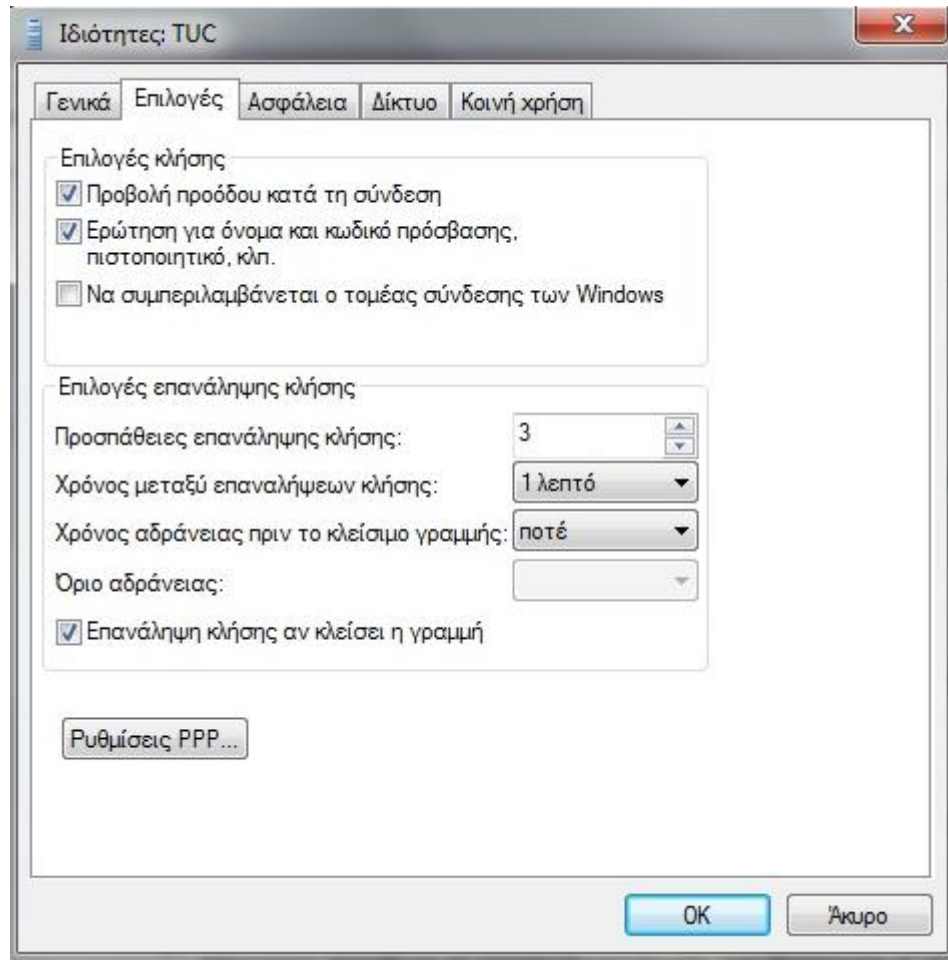 Ιδιότητες: TUC
Γενικά Επιλογές Ασφάλεια Δίκτυο Κοινή χρήση
Επιλογές κλήσης
Προβολή προόδου κατά τη σύνδεση
Ερώτηση για όνομα και κωδικό πρόσβασης,
πιστοποιητικό, κλπ.
Να συμπεριλαμβάνεται ο τομέας σύνδεσης των Windows
Επιλογές επανάληψης κλήσης
Προσπάθειες επανάληψης κλήσης: 3
Χρόνος μεταξύ επαναλήψεων κλήσης: 1 λεπτό
Χρόνος αδράνειας πριν το κλείσιμο γραμμής: ποτέ
Όριο αδράνειας:
Επανάληψη κλήσης αν κλείσει η γραμμή
Ρυθμίσεις PPP...
OK Άκυρο